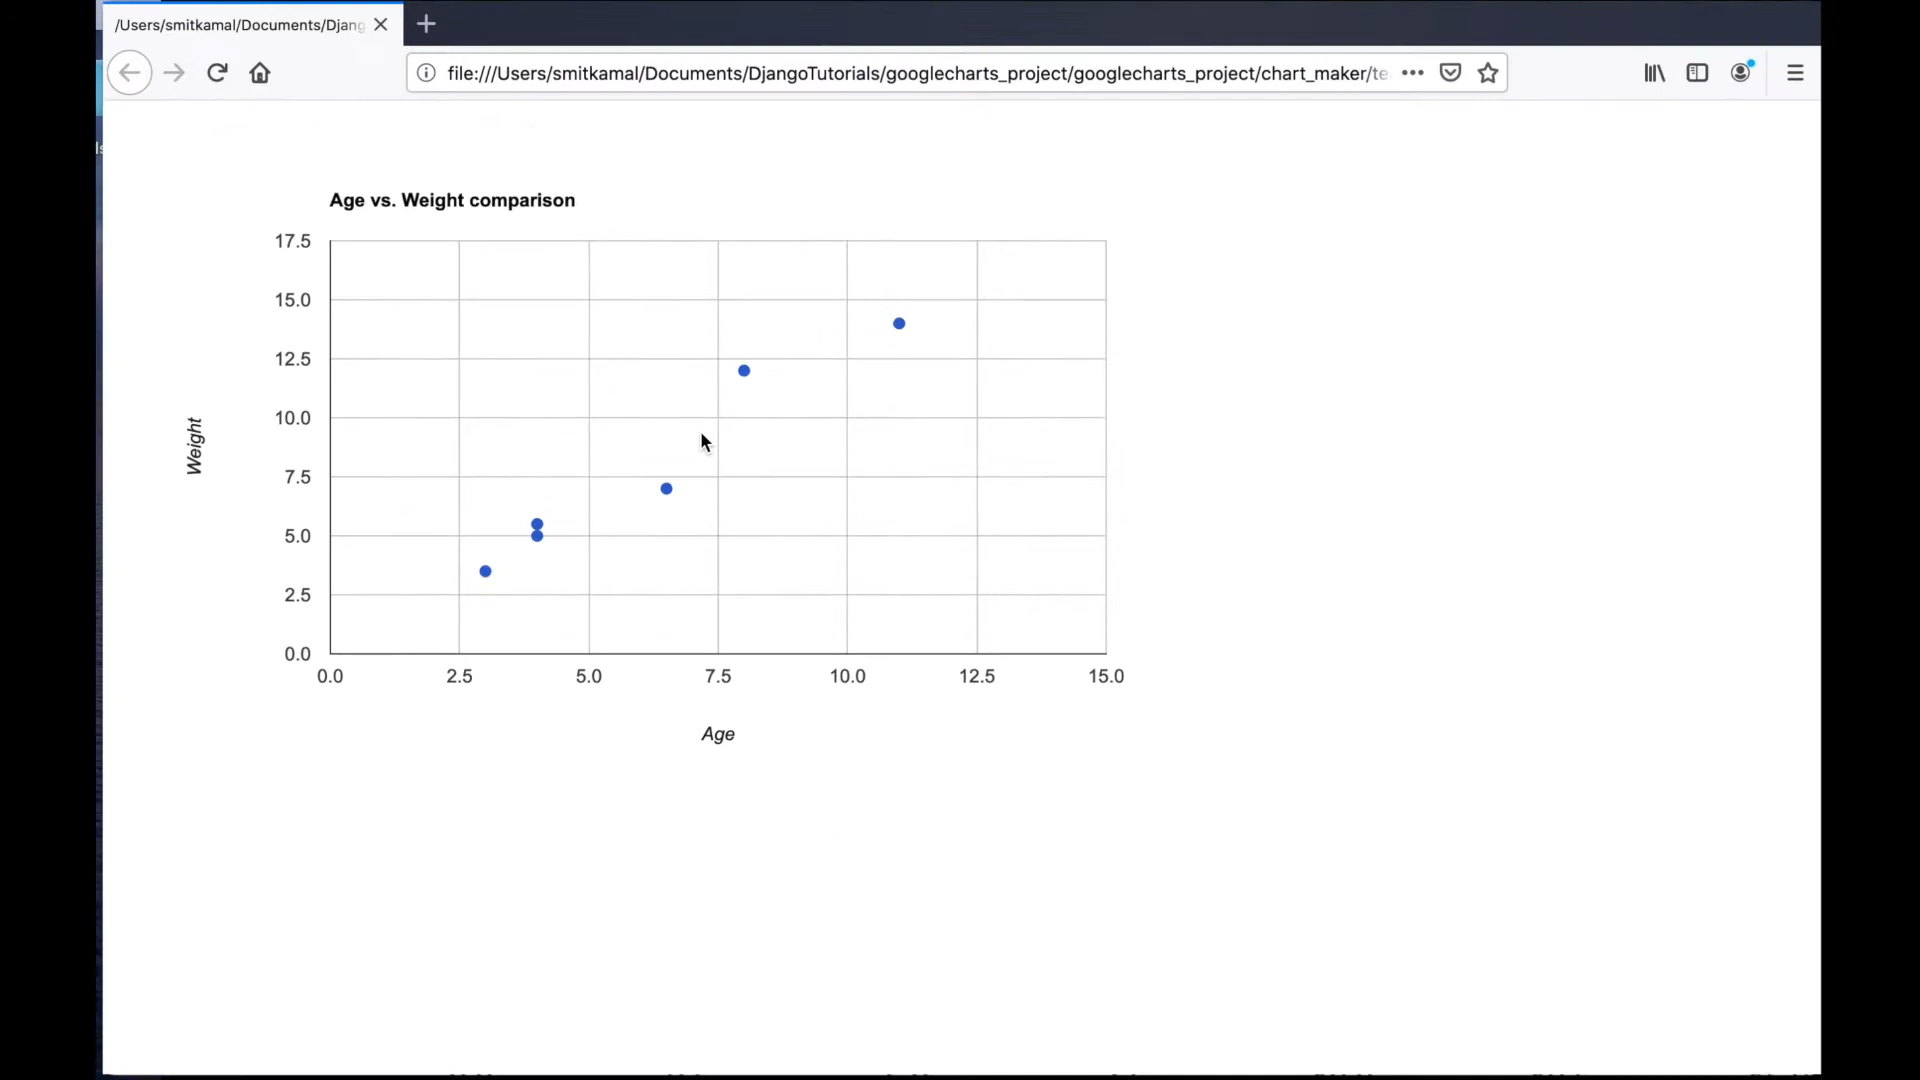 /Users/smitkamal/Documents/Djang
file:///Users/smitkamal/Documents/DjangoTutorials/googlecharts_project/googlecharts_project/chart_maker/te
Age vs. Weight comparison
17.5
15.0
12.5
10.0
7.5
5.0
2.5
0.0
Weight
0.0 2.5 5.0 7.5 10.0 12.5 15.0
Age